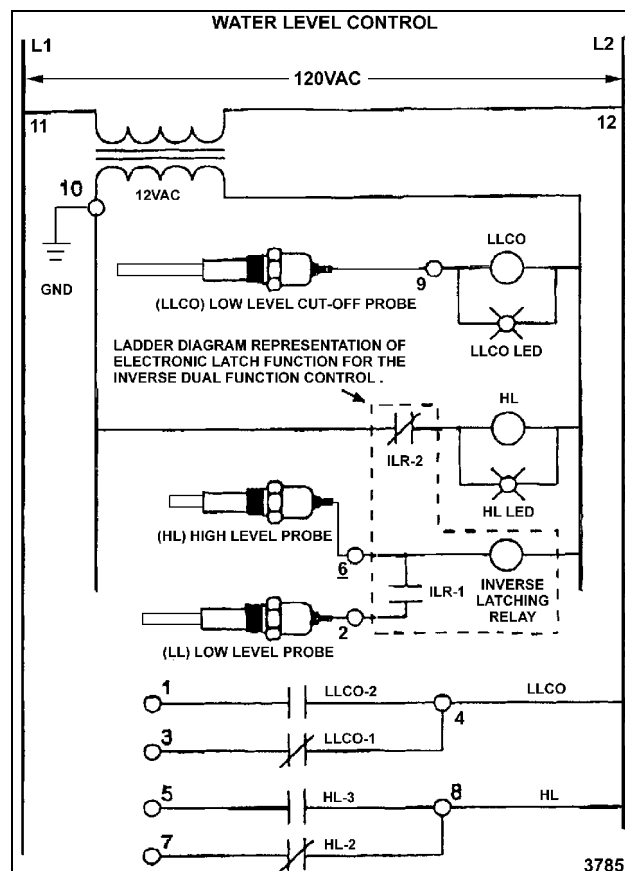 WATER LEVEL CONTROL
L1
L2
120VAC
11
12
10
12VAC
GND
LLCO
9
(LLCO) LOW LEVEL CUT-OFF PROBE
LLCO LED
LADDER DIAGRAM REPRESENTATION OF
ELECTRONIC LATCH FUNCTION FOR THE
INVERSE DUAL FUNCTION CONTROL .
HL
ILR-2
HL LED
(HL) HIGH LEVEL PROBE
6
ILR-1
INVERSE
LATCHING
RELAY
2
(LL) LOW LEVEL PROBE
1
LLCO-2
LLCO
4
3
LLCO-1
5
HL-3
8
HL
7
HL-2
3785